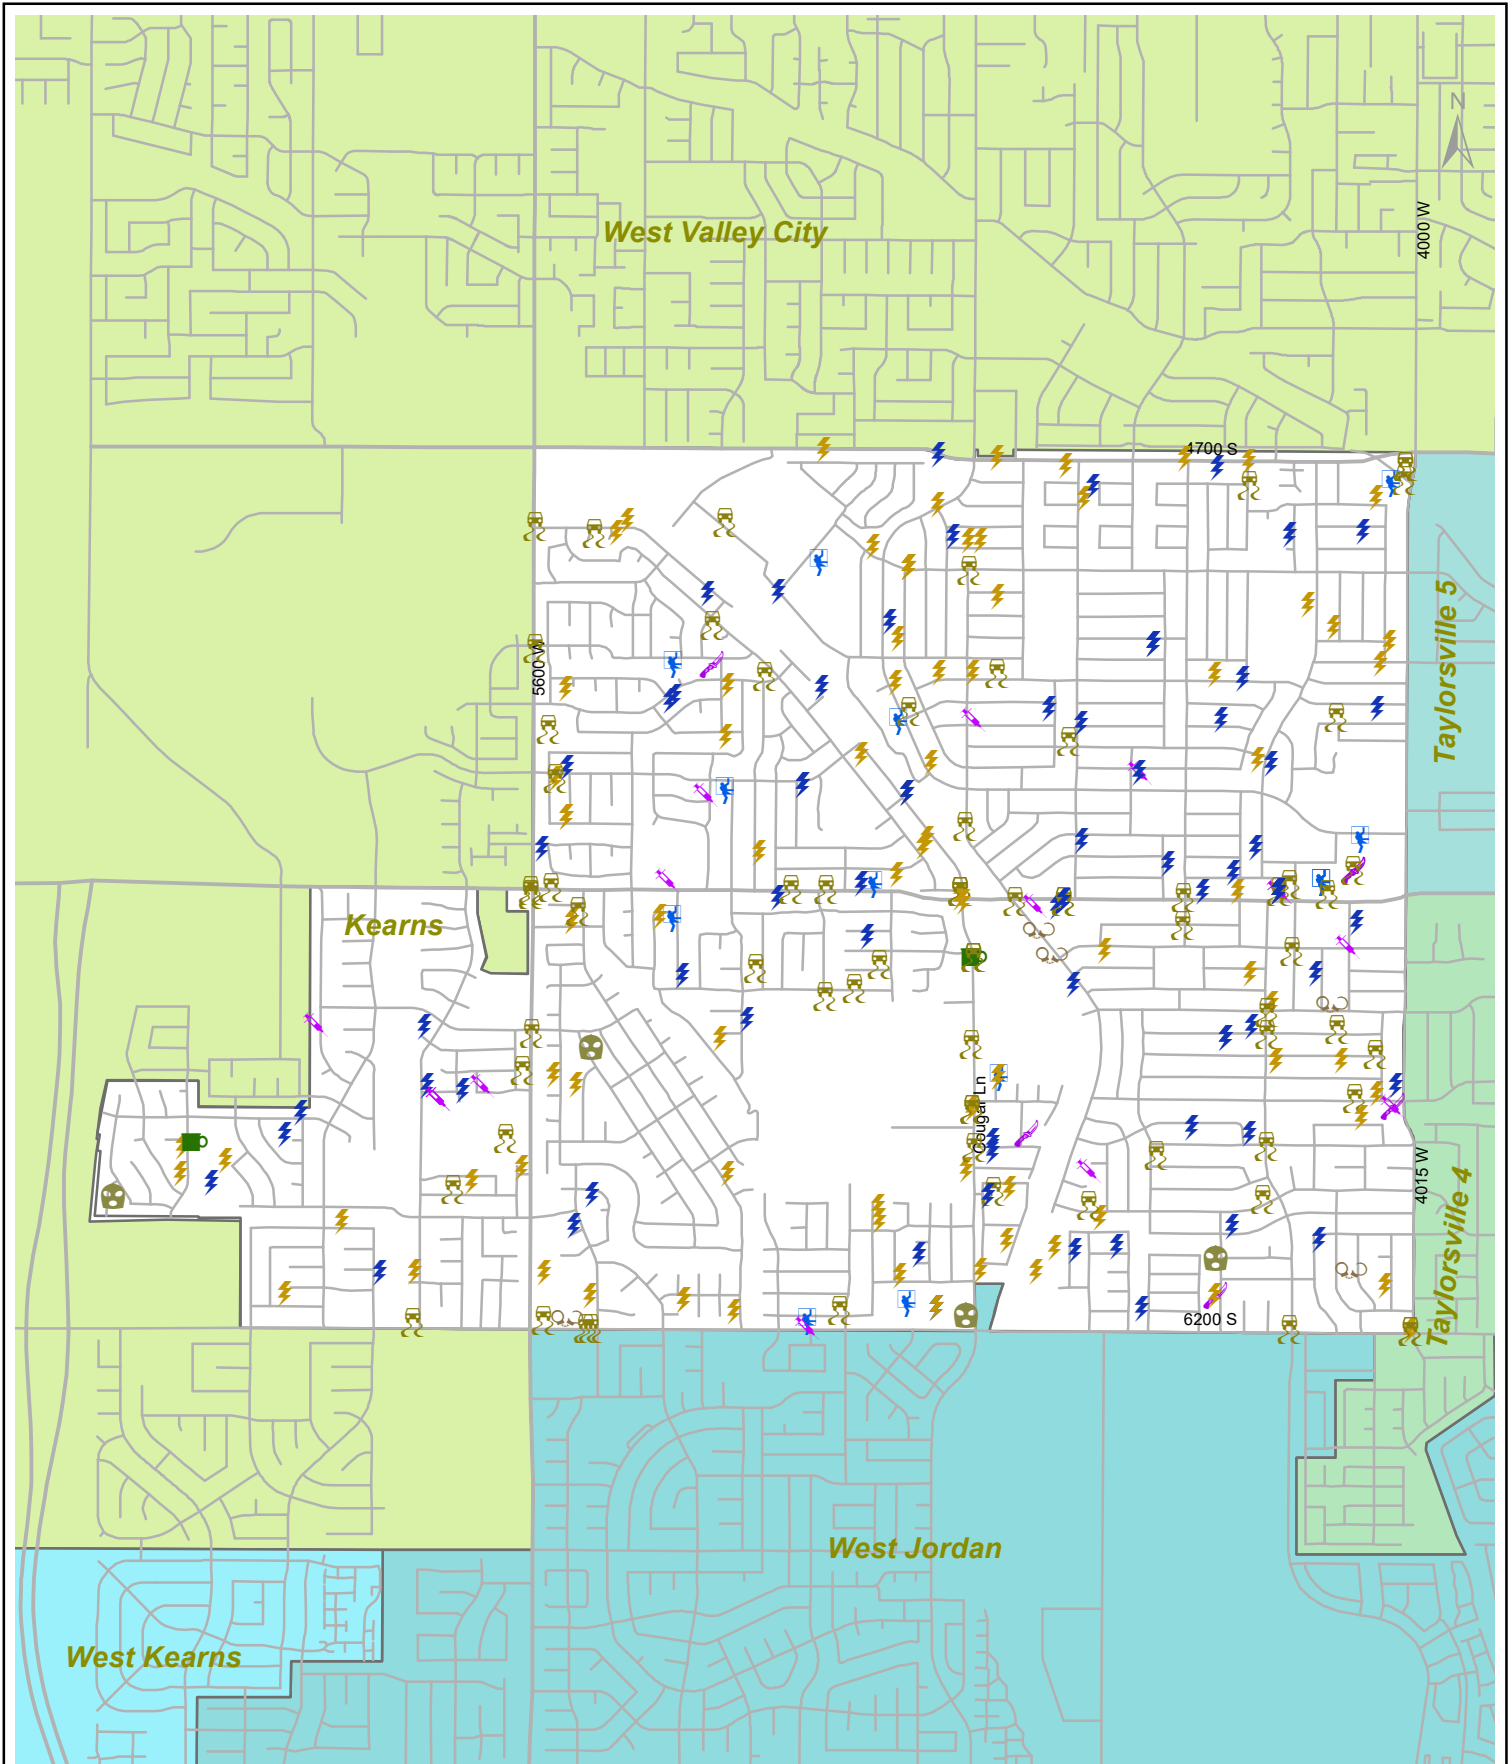 N
4000 W
West Valley City
4700 S
Taylorsville 5
5600 W
Kearns
Cougar Ln
4015 W
Taylorsville 4
6200 S
West Jordan
West Kearns